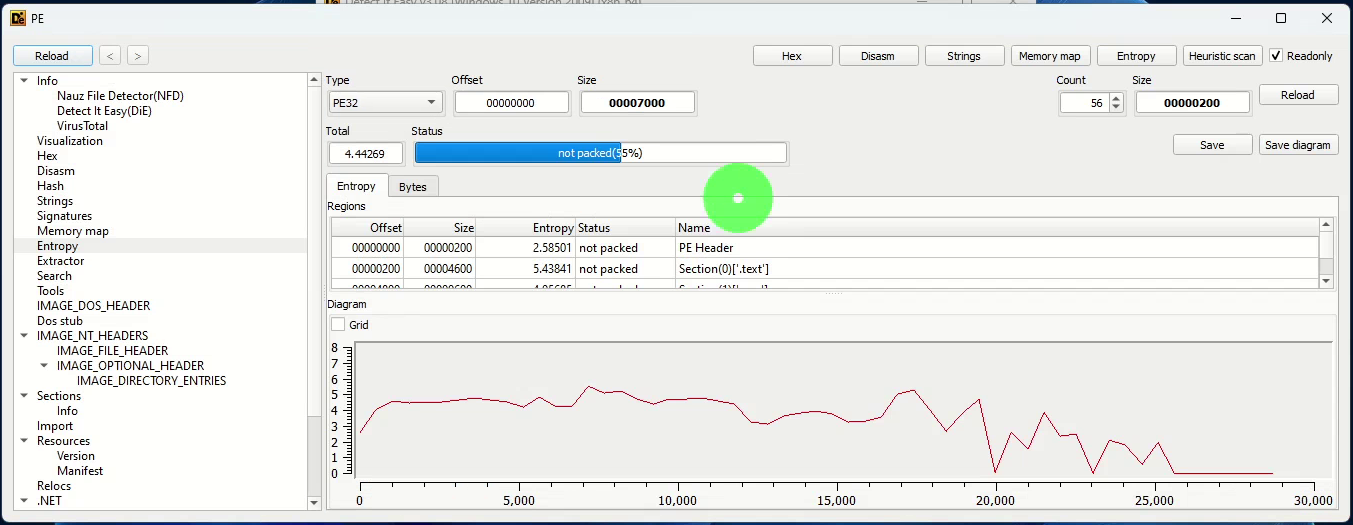 Detect It Easy v3.08 [Windows 10 Version 2009] (x86_64)
PE
Reload < > Hex Disasm Strings Memory map Entropy Heuristic scan Readonly
Info
Nauz File Detector(NFD)
Detect It Easy(DiE)
VirusTotal
Visualization
Hex
Disasm
Hash
Strings
Signatures
Memory map
Entropy
Extractor
Search
Tools
IMAGE_DOS_HEADER
Dos stub
IMAGE_NT_HEADERS
IMAGE_FILE_HEADER
IMAGE_OPTIONAL_HEADER
IMAGE_DIRECTORY_ENTRIES
Sections
Info
Import
Resources
Version
Manifest
Relocs
.NET
Type Offset Size Count Size
PE32 00000000 00007000 56 00000200 Reload
Total Status
4.44269 not packed(55%) Save Save diagram
Entropy Bytes
Regions
Offset Size Entropy Status Name
00000000 00000200 2.58501 not packed PE Header
00000200 00004600 5.43841 not packed Section(0)['.text']
Diagram
Grid
8
7
6
5
4
3
2
1
0
0 5,000 10,000 15,000 20,000 25,000 30,000